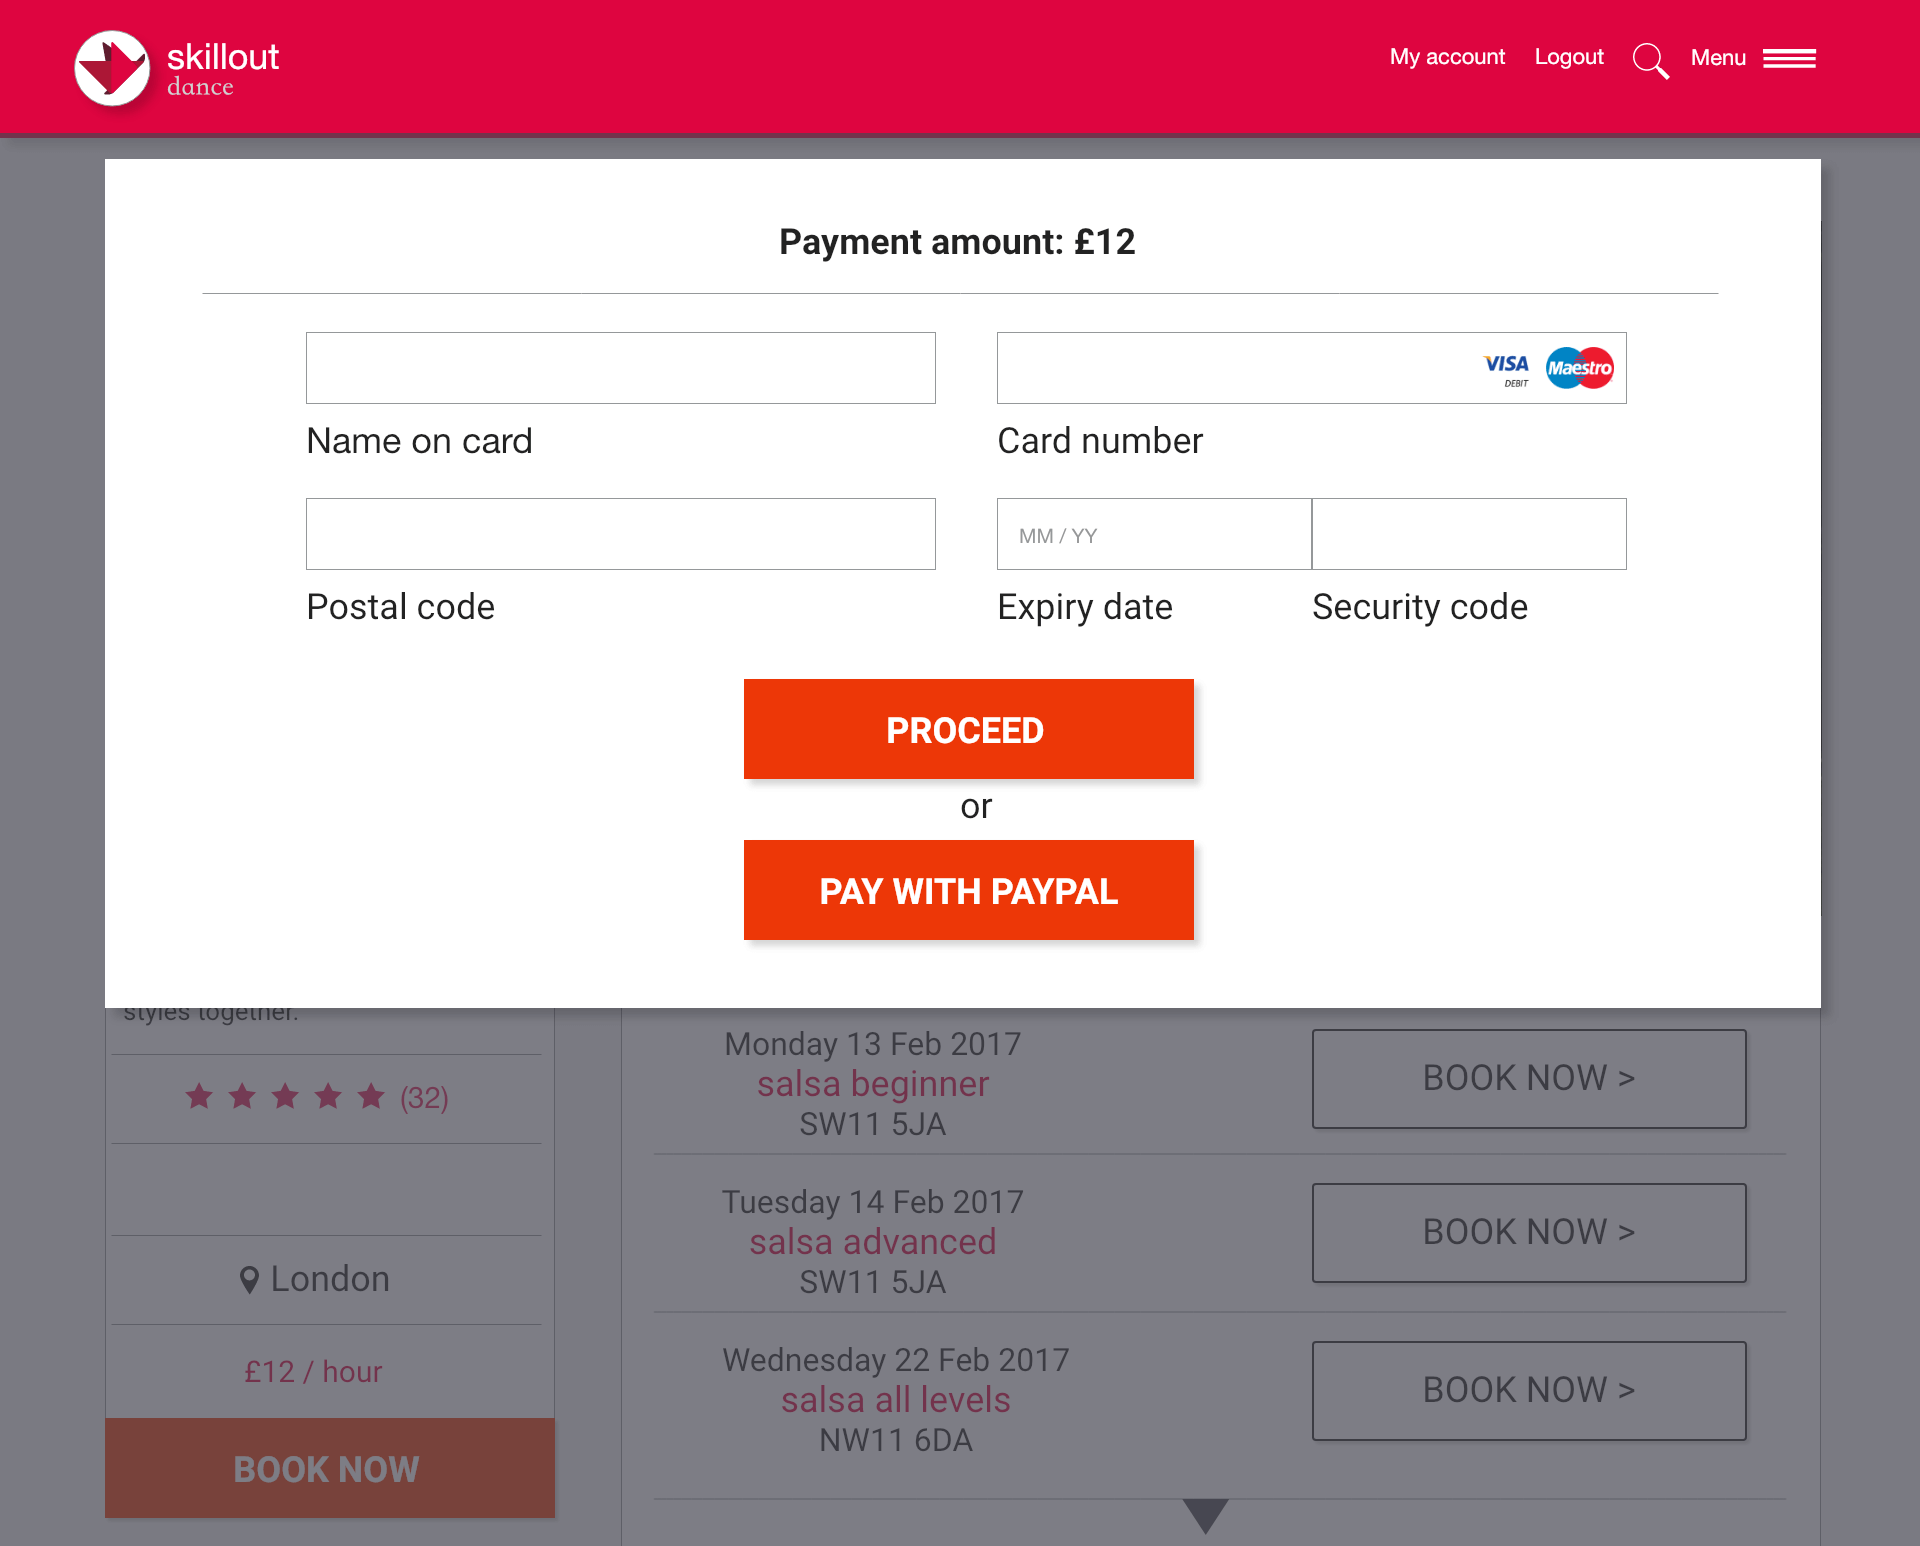 skillout
dance
My account
Logout
Menu
Payment amount: £12
VISA
DEBIT
Maestro
Name on card
Card number
MM / YY
Postal code
Expiry date
Security code
PROCEED
or
PAY WITH PAYPAL
styles together.
(32)
London
£12 / hour
BOOK NOW
Monday 13 Feb 2017
salsa beginner
SW11 5JA
BOOK NOW >
Tuesday 14 Feb 2017
salsa advanced
SW11 5JA
BOOK NOW >
Wednesday 22 Feb 2017
salsa all levels
NW11 6DA
BOOK NOW >